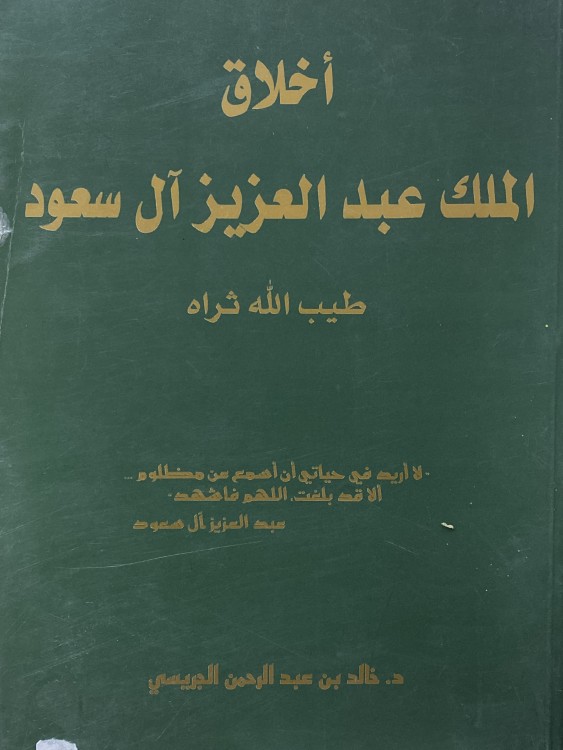 أخلاق
الملك عبد العزيز آل سعود
طيب الله ثراه
"لا أريد في حياتي أن أسمع عن مظلوم ...
ألا قد بلغت، اللهم فاشهد"
عبد العزيز آل سعود
د. خالد بن عبد الرحمن الجريسي